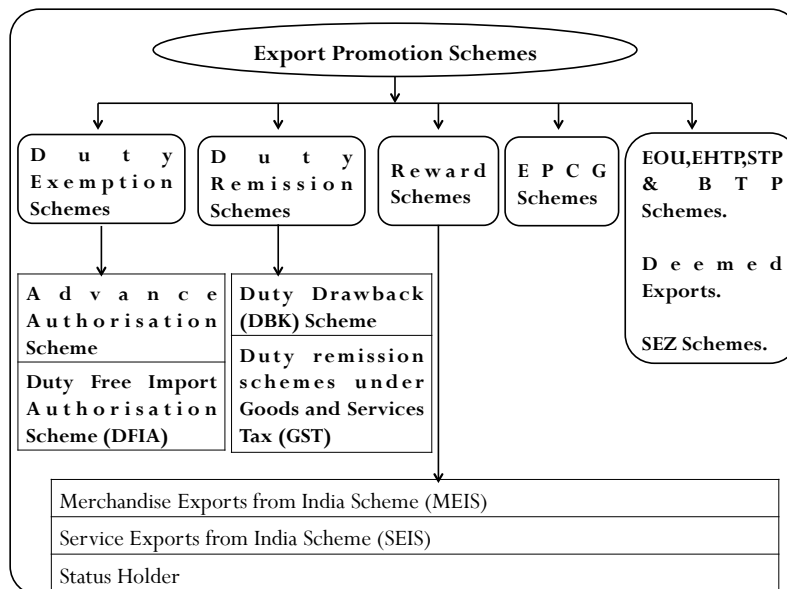 Export Promotion Schemes
Duty
Exemption
Schemes
Duty
Remission
Schemes
Reward
Schemes
EPCG
Schemes
EOU,EHTP,STP
& BTP
Schemes.
Deemed
Exports.
SEZ Schemes.
Advance
Authorisation
Scheme
Duty Free Import
Authorisation
Scheme (DFIA)
Duty Drawback
(DBK) Scheme
Duty remission
schemes under
Goods and Services
Tax (GST)
Merchandise Exports from India Scheme (MEIS)
Service Exports from India Scheme (SEIS)
Status Holder